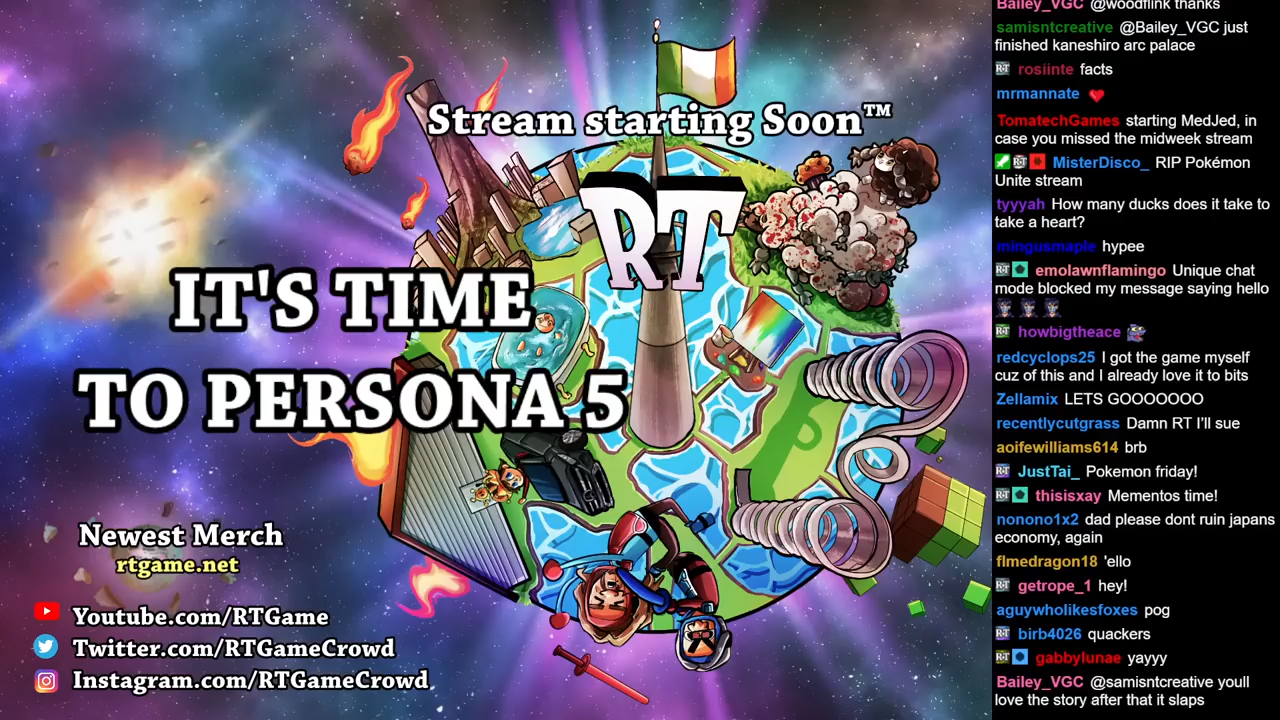 Stream starting Soon™
RT
IT'S TIME
TO PERSONA 5
Newest Merch
rtgame.net
Youtube.com/RTGame
Twitter.com/RTGameCrowd
Instagram.com/RTGameCrowd
Bailey_VGC @woodflink thanks
samisntcreative @Bailey_VGC just
finished kaneshiro arc palace
rosiinte facts
mrmannate
TomatechGames starting MedJed, in
case you missed the midweek stream
MisterDisco_ RIP Pokémon
Unite stream
tyyyah How many ducks does it take to
take a heart?
mingusmaple hypee
emolawnflamingo Unique chat
mode blocked my message saying hello
howbigtheace
redcyclops25 I got the game myself
cuz of this and I already love it to bits
Zellamix LETS GOOOOOOO
recentlycutgrass Damn RT I'll sue
aoifewilliams614 brb
JustTai_ Pokemon friday!
thisisxay Mementos time!
nonono1x2 dad please dont ruin japans
economy, again
flmedragon18 'ello
getrope_1 hey!
aguywholikesfoxes pog
birb4026 quackers
gabbylunae yayyy
Bailey_VGC @samisntcreative youll
love the story after that it slaps